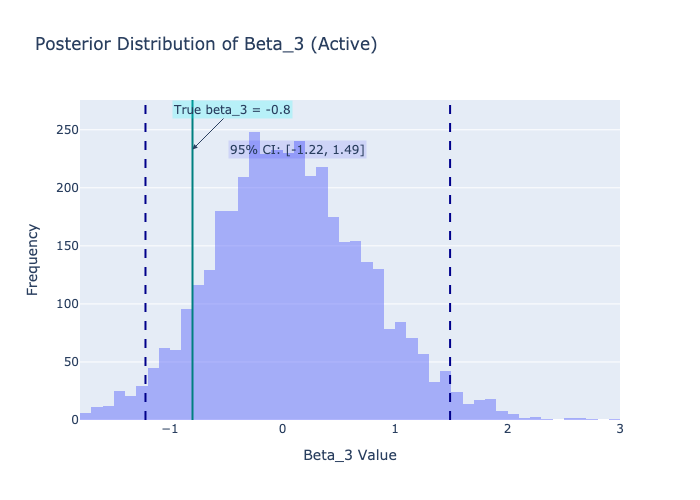 Posterior Distribution of Beta_3 (Active)
True beta_3 = -0.8
95% CI: [-1.22, 1.49]
250
200
150
100
50
0
Frequency
−1 0 1 2 3
Beta_3 Value